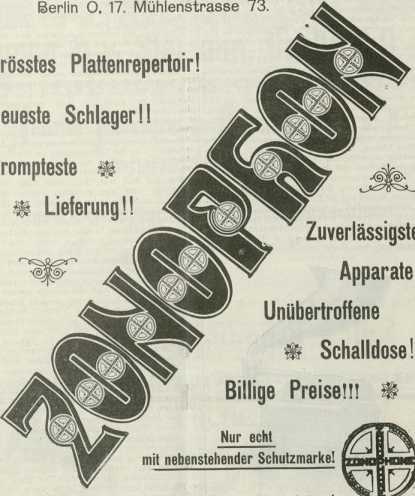 Berlin O. 17. Mühlenstrasse 73.
rösstes Plattenrepertoir!
eueste Schlager!!
rompteste
Lieferung!!
ZONOPHON
Zuverlässigste
Apparate
Unübertroffene
Schalldose!
Billige Preise!!!
Nur echt
mit nebenstehender Schutzmarke!
ZONOPHONE